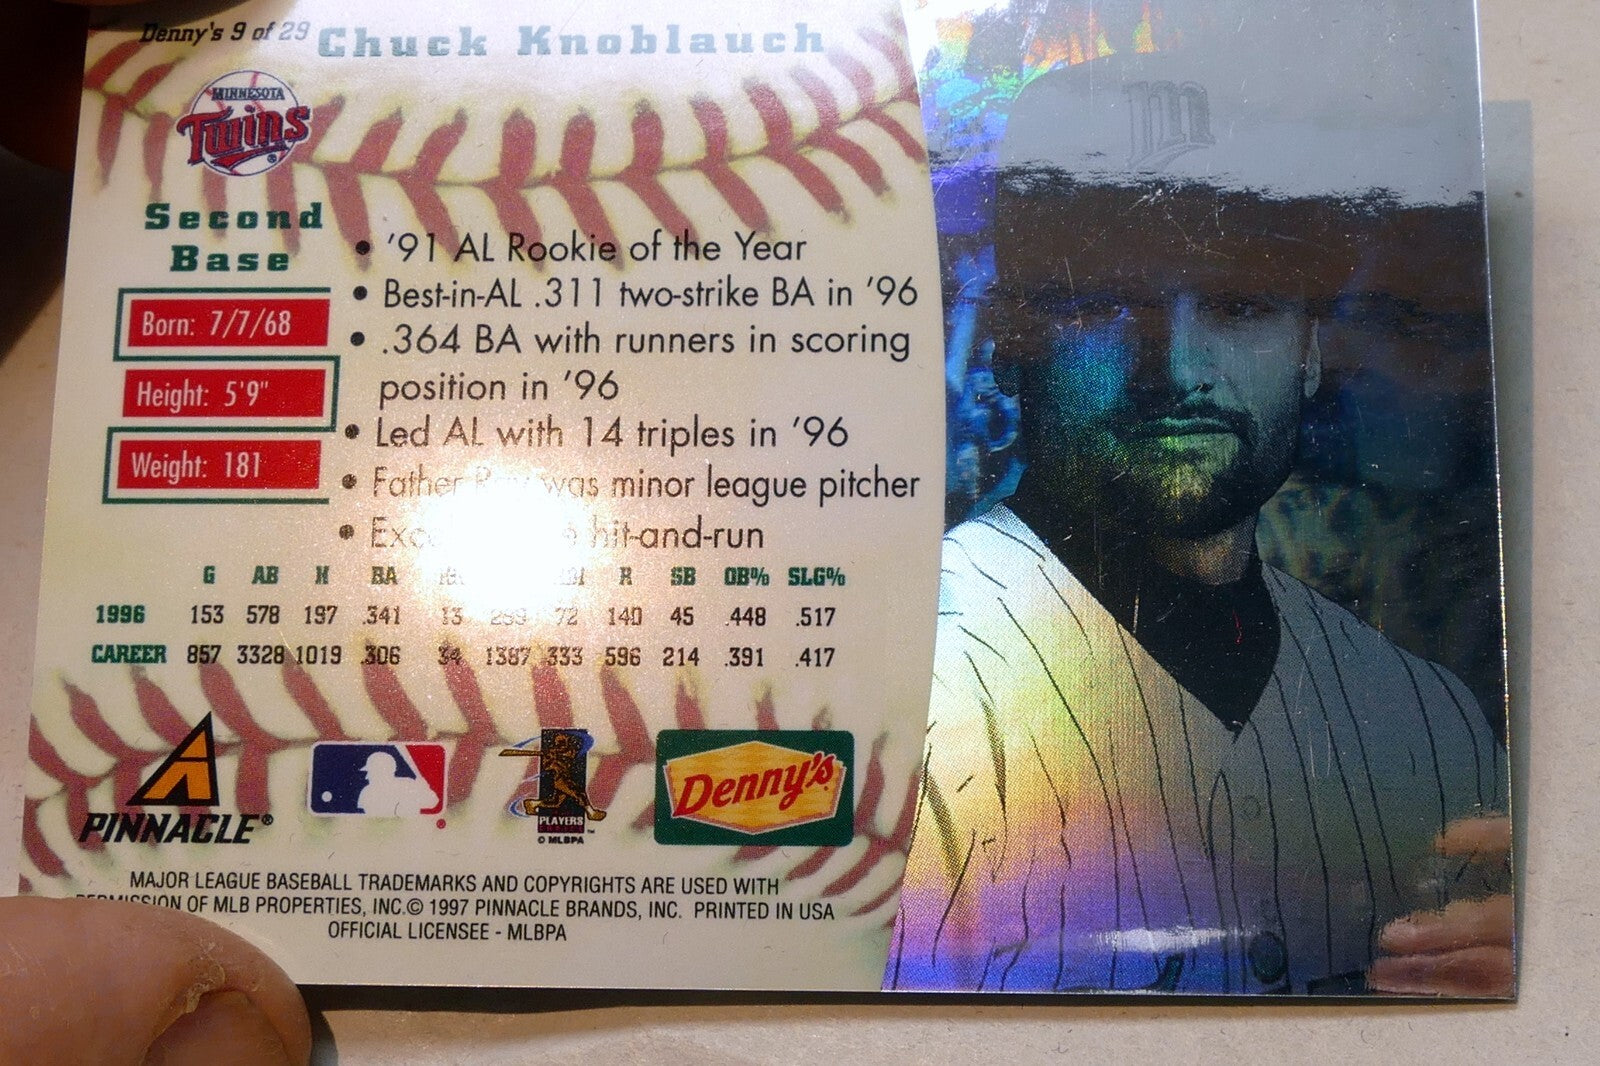 Denny's 9 of 29 Chuck Knoblauch
MINNESOTA
Twins
Second
Base
Born: 7/7/68
Height: 5'9"
Weight: 181
• '91 AL Rookie of the Year
• Best-in-AL .311 two-strike BA in '96
• .364 BA with runners in scoring
position in '96
• Led AL with 14 triples in '96
• Father Ray was minor league pitcher
• hit-and-run
G AB H BA R SB OB% SLG%
1996 153 578 197 .341 13 299 72 140 45 .448 .517
CAREER 857 3328 1019 .306 34 1387 333 596 214 .391 .417
PINNACLE®
PLAYERS
© MLBPA
Denny's
MAJOR LEAGUE BASEBALL TRADEMARKS AND COPYRIGHTS ARE USED WITH
PERMISSION OF MLB PROPERTIES, INC.© 1997 PINNACLE BRANDS, INC. PRINTED IN USA
OFFICIAL LICENSEE - MLBPA
M